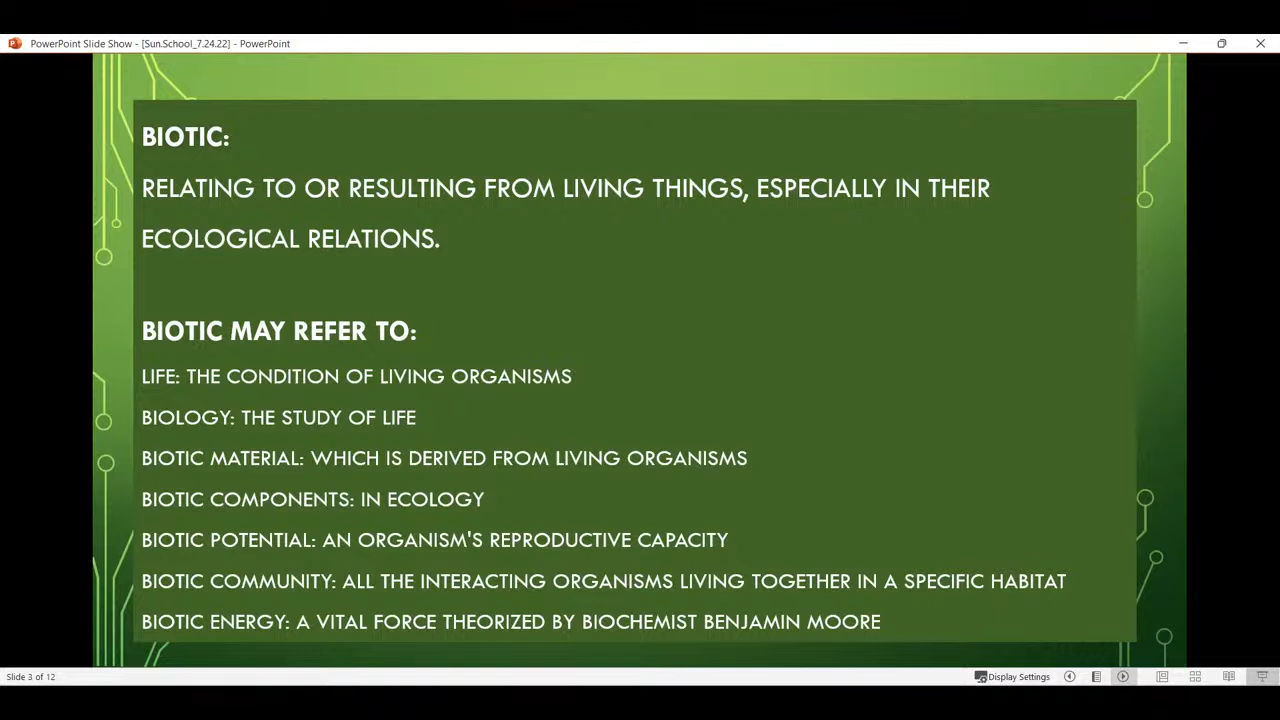 PowerPoint Slide Show - [Sun.School_7.24.22] - PowerPoint
BIOTIC:
RELATING TO OR RESULTING FROM LIVING THINGS, ESPECIALLY IN THEIR
ECOLOGICAL RELATIONS.
BIOTIC MAY REFER TO:
LIFE: THE CONDITION OF LIVING ORGANISMS
BIOLOGY: THE STUDY OF LIFE
BIOTIC MATERIAL: WHICH IS DERIVED FROM LIVING ORGANISMS
BIOTIC COMPONENTS: IN ECOLOGY
BIOTIC POTENTIAL: AN ORGANISM'S REPRODUCTIVE CAPACITY
BIOTIC COMMUNITY: ALL THE INTERACTING ORGANISMS LIVING TOGETHER IN A SPECIFIC HABITAT
BIOTIC ENERGY: A VITAL FORCE THEORIZED BY BIOCHEMIST BENJAMIN MOORE
Slide 3 of 12
Display Settings